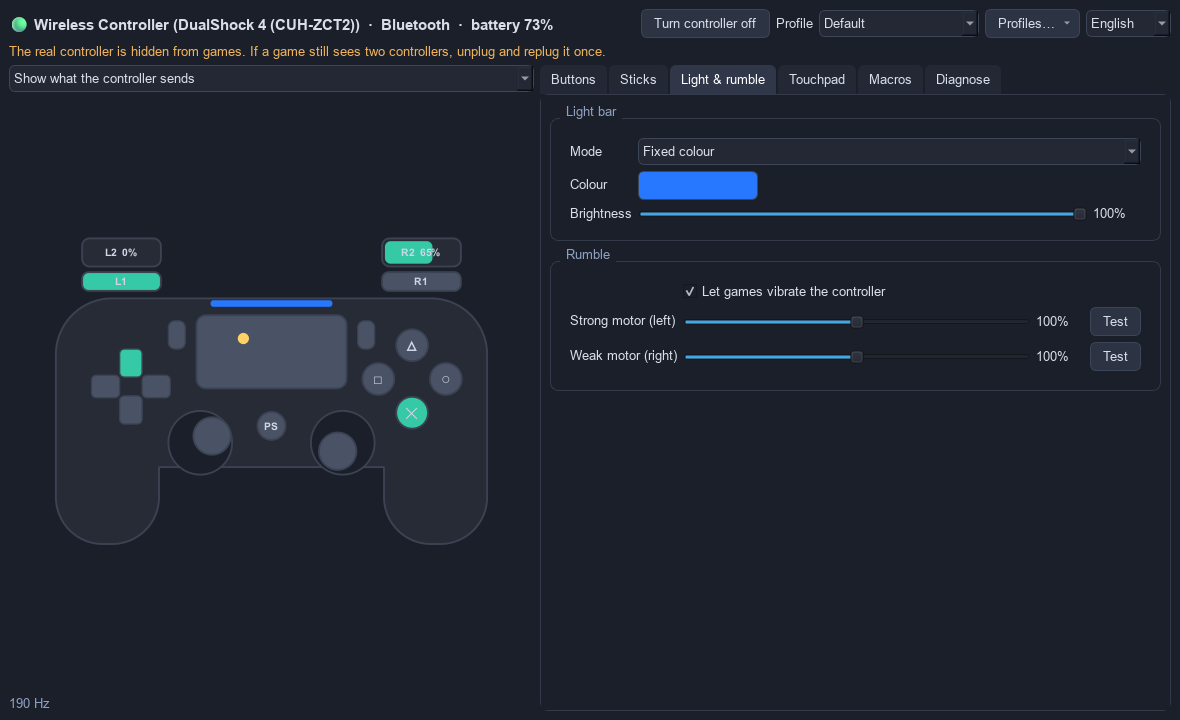 Wireless Controller (DualShock 4 (CUH-ZCT2)) · Bluetooth · battery 73%
Turn controller off
Profile
Default
Profiles…
English
The real controller is hidden from games. If a game still sees two controllers, unplug and replug it once.
Show what the controller sends
Buttons
Sticks
Light & rumble
Touchpad
Macros
Diagnose
Light bar
Mode
Fixed colour
Colour
Brightness
100%
Rumble
Let games vibrate the controller
Strong motor (left)
100%
Test
Weak motor (right)
100%
Test
L2 0%
R2 65%
L1
R1
PS
190 Hz